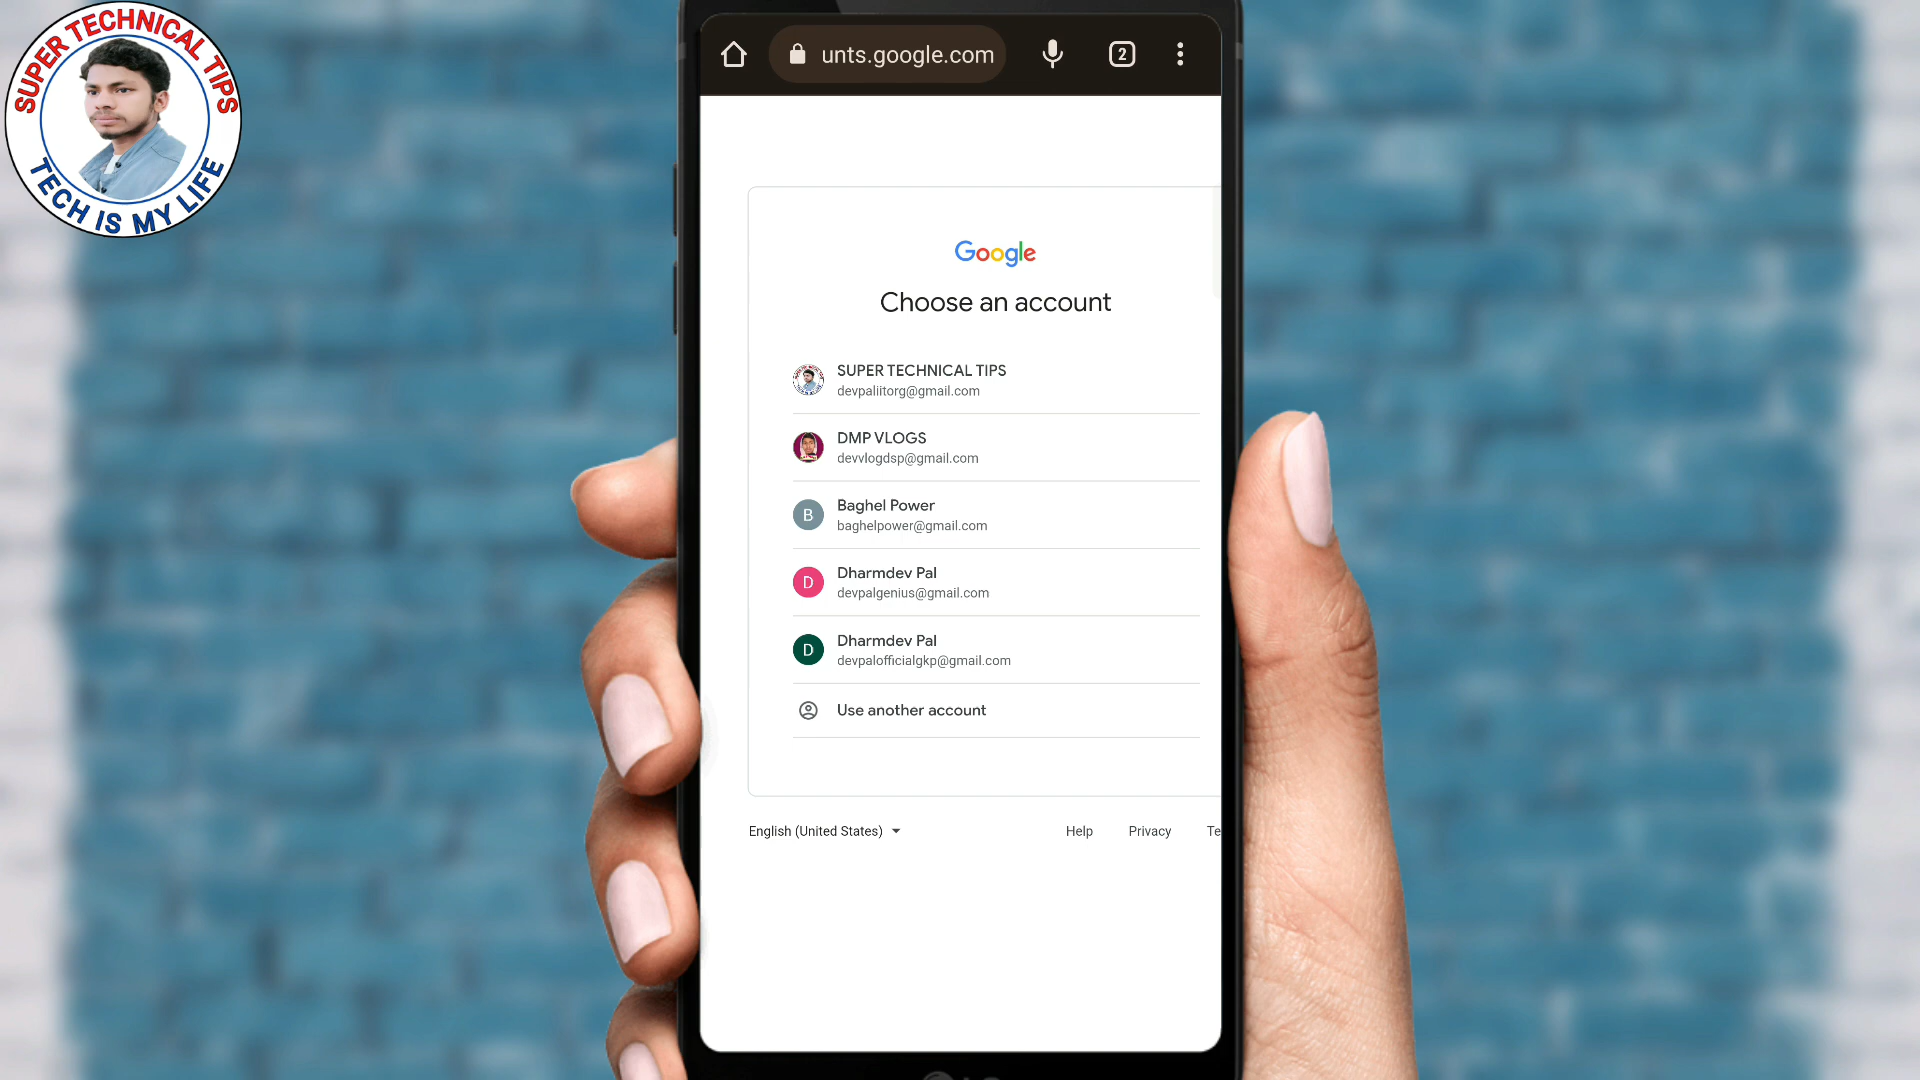 SUPER TECHNICAL TIPS
TECH IS MY LIFE
unts.google.com
2
Google
Choose an account
SUPER TECHNICAL TIPS
devpaliitorg@gmail.com
DMP VLOGS
devvlogdsp@gmail.com
B
Baghel Power
baghelpower@gmail.com
D
Dharmdev Pal
devpalgenius@gmail.com
D
Dharmdev Pal
devpalofficialgkp@gmail.com
Use another account
English (United States)
Help
Privacy
Te